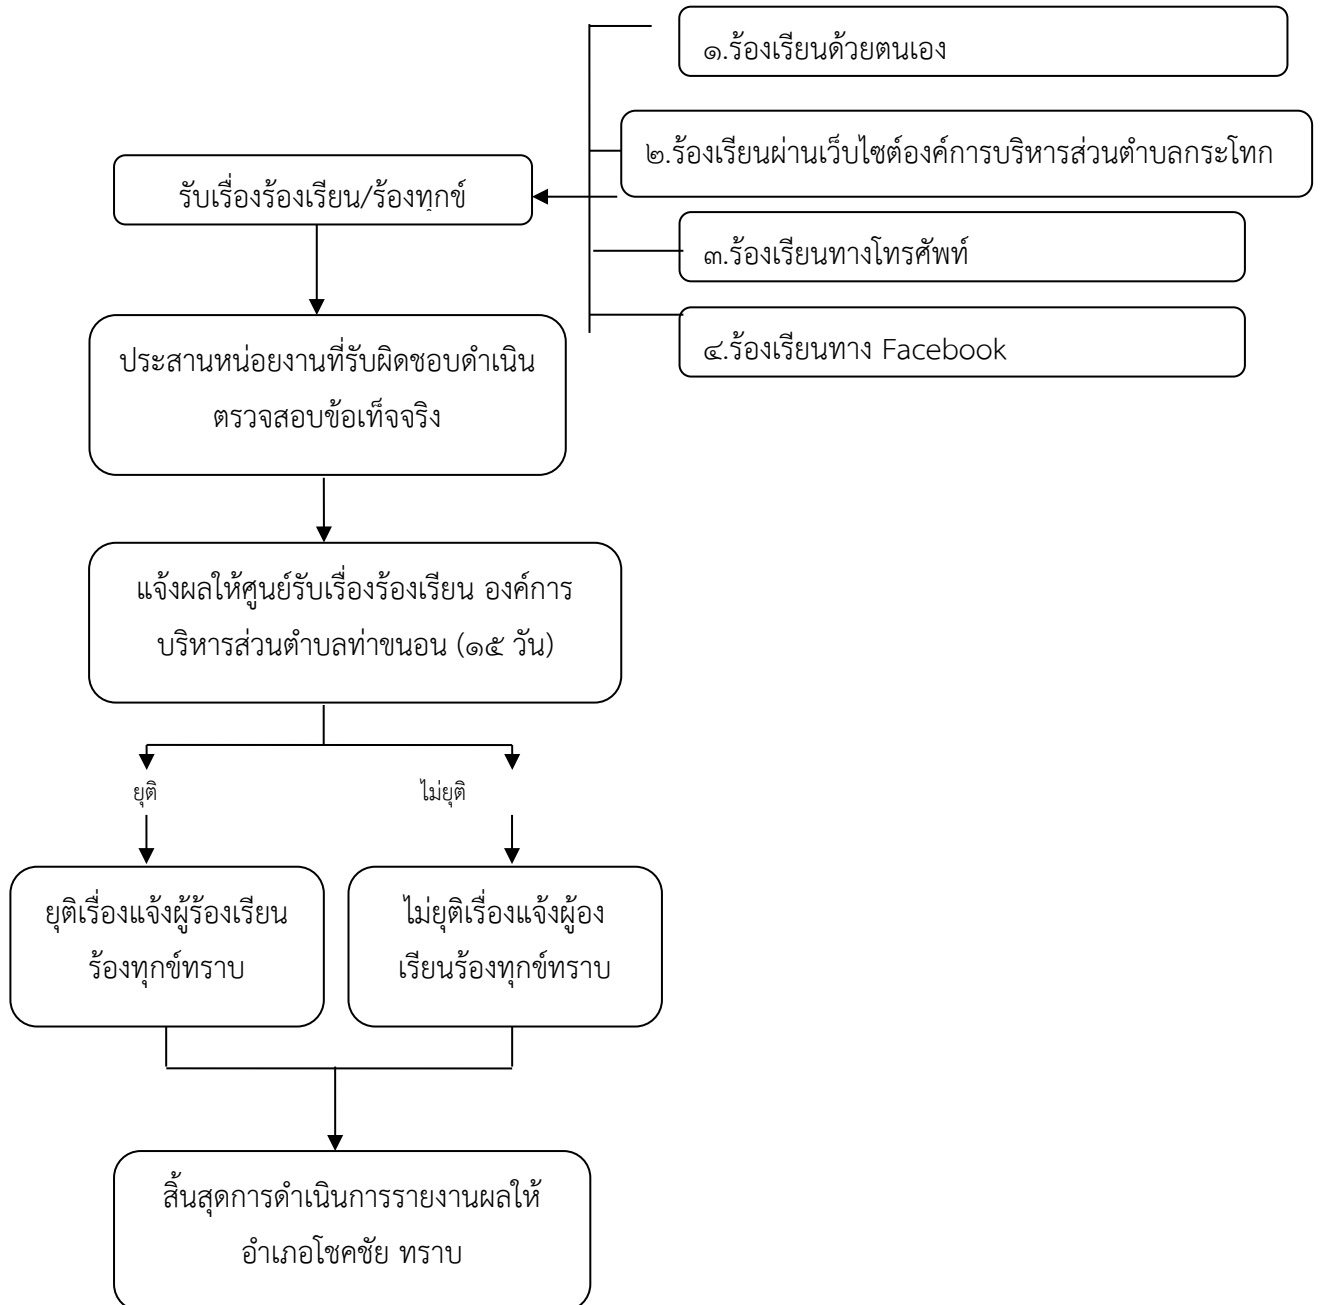 ๑.ร้องเรียนด้วยตนเอง
๒.ร้องเรียนผ่านเว็บไซต์องค์การบริหารส่วนตำบลกระโทก
รับเรื่องร้องเรียน/ร้องทุกข์
๓.ร้องเรียนทางโทรศัพท์
๔.ร้องเรียนทาง Facebook
ประสานหน่อยงานที่รับผิดชอบดำเนิน
ตรวจสอบข้อเท็จจริง
แจ้งผลให้ศูนย์รับเรื่องร้องเรียน องค์การ
บริหารส่วนตำบลท่าขนอน (๑๕ วัน)
ยุติ
ไม่ยุติ
ยุติเรื่องแจ้งผู้ร้องเรียน
ร้องทุกข์ทราบ
ไม่ยุติเรื่องแจ้งผู้อง
เรียนร้องทุกข์ทราบ
สิ้นสุดการดำเนินการรายงานผลให้
อำเภอโชคชัย ทราบ